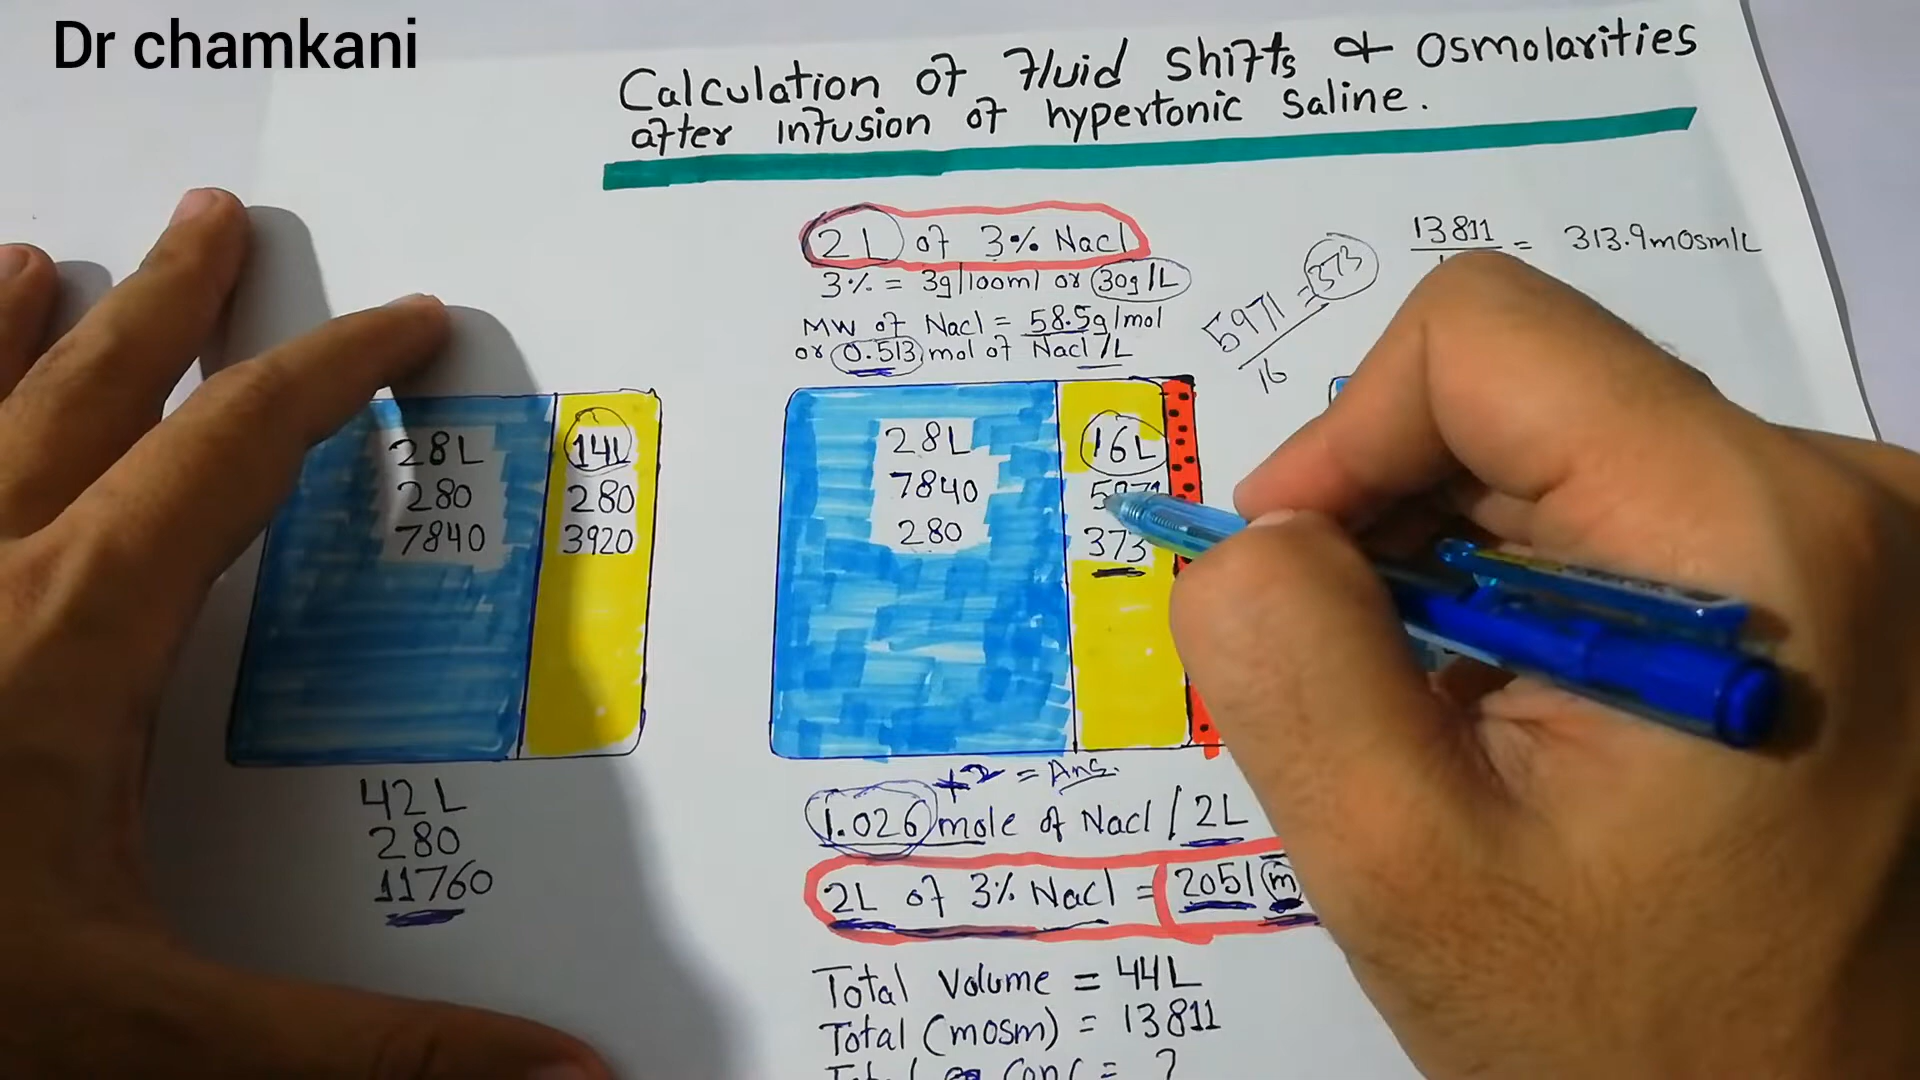 Dr chamkani
Calculation of Fluid Shifts & Osmolarities
after infusion of hypertonic Saline.
2L of 3% Nacl
3% = 3g/100ml or 30g/L
MW of Nacl = 58.5g/mol
or 0.513 mol of Nacl/L
5971/16 = 373
13811 = 313.9mOsm/L
28L
280
7840
14L
280
3920
42L
280
11760
28L
7840
280
16L
5971
373
+2 = Ans.
1.026 mole of Nacl / 2L
2L of 3% Nacl = 2051 m
Total Volume = 44L
Total (mosm) = 13811
Conc = ?